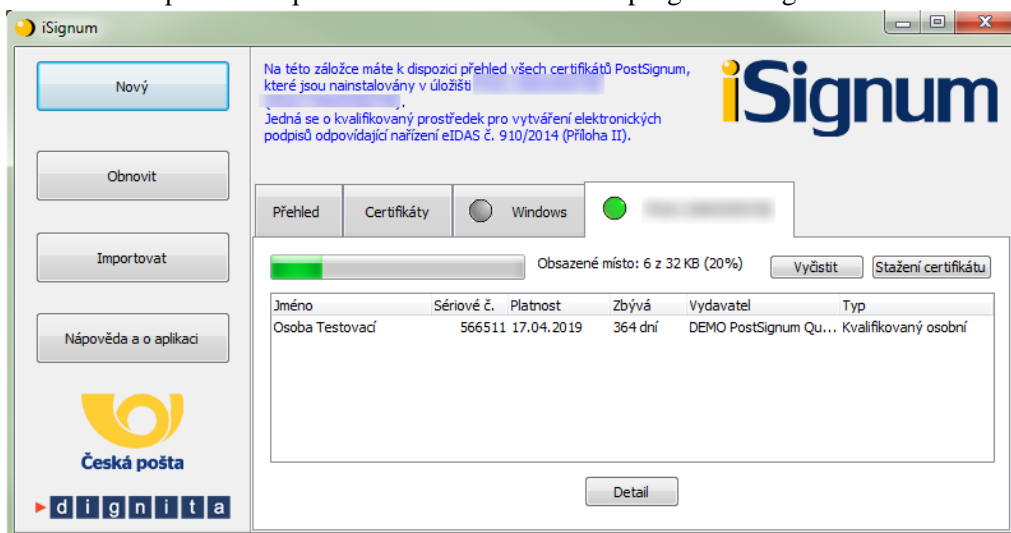 iSignum
Nový
Obnovit
Importovat
Nápověda a o aplikaci
Česká pošta
dignita
Na této záložce máte k dispozici přehled všech certifikátů PostSignum,
které jsou nainstalovány v úložišti
Jedná se o kvalifikovaný prostředek pro vytváření elektronických
podpisů odpovídající nařízení eIDAS č. 910/2014 (Příloha II).
iSignum
Přehled Certifikáty Windows
Obsazené místo: 6 z 32 KB (20%) Vyčistit Stažení certifikátu
Jméno Sériové č. Platnost Zbývá Vydavatel Typ
Osoba Testovací 566511 17.04.2019 364 dní DEMO PostSignum Qu... Kvalifikovaný osobní
Detail